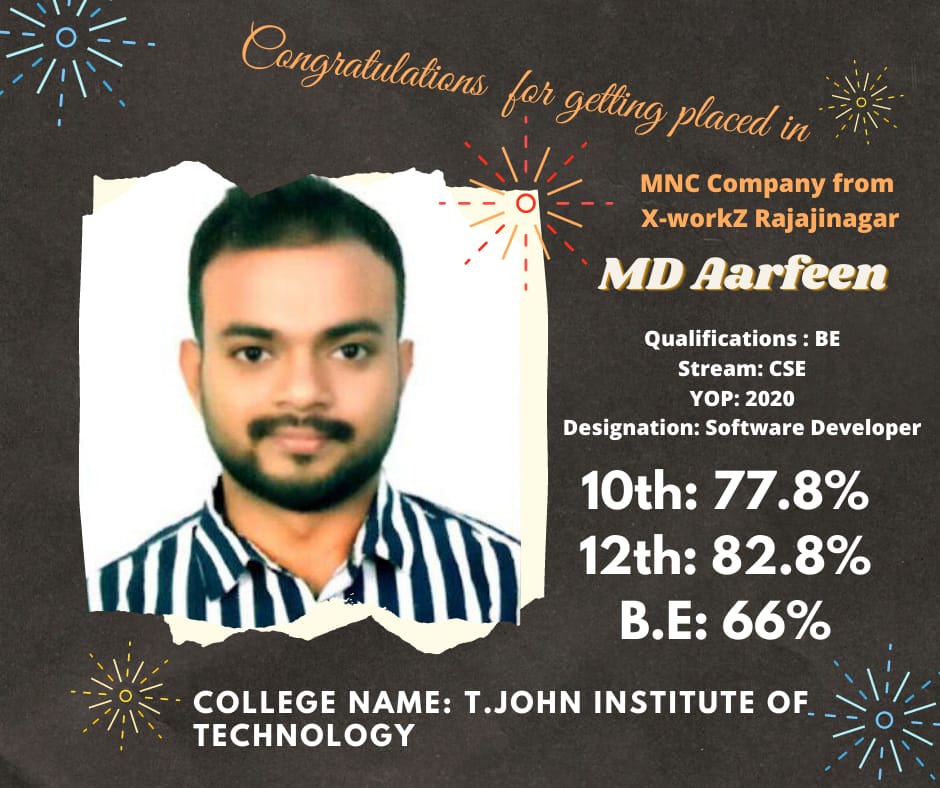 Congratulations for getting placed in
MNC Company from
X-workZ Rajajinagar
MD Aarfeen
Qualifications : BE
Stream: CSE
YOP: 2020
Designation: Software Developer
10th: 77.8%
12th: 82.8%
B.E: 66%
COLLEGE NAME: T.JOHN INSTITUTE OF
TECHNOLOGY